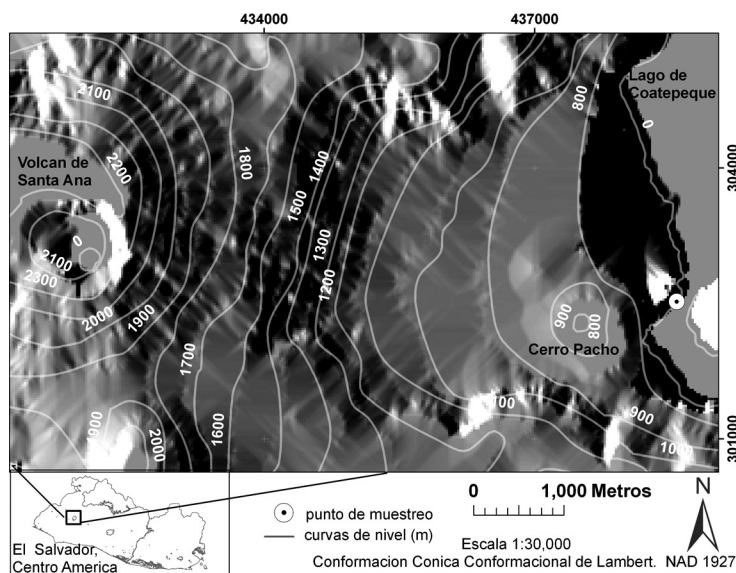 434000
437000
Lago de
Coatepeque
800
0
2100
2200
1800
1400
1500
304000
Volcan de
Santa Ana
0
2100
2300
2000
1900
1300
1200
900
800
Cerro Pacho
1700
1600
1900
2000
100
900
1000
301000
0 1,000 Metros
N
punto de muestreo
curvas de nivel (m)
Escala 1:30,000
El Salvador,
Centro America
Conformacion Conica Conformacional de Lambert. NAD 1927